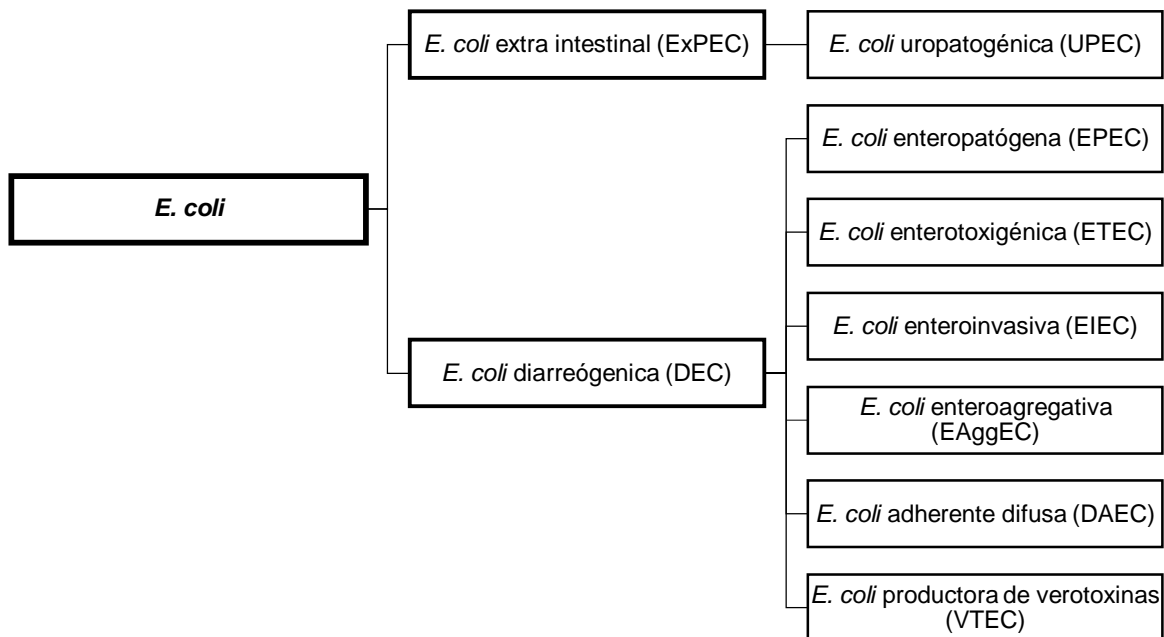 E. coli
E. coli extra intestinal (ExPEC)
E. coli uropatogénica (UPEC)
E. coli diarreógenica (DEC)
E. coli enteropatógena (EPEC)
E. coli enterotoxigénica (ETEC)
E. coli enteroinvasiva (EIEC)
E. coli enteroagregativa
(EAggEC)
E. coli adherente difusa (DAEC)
E. coli productora de verotoxinas
(VTEC)